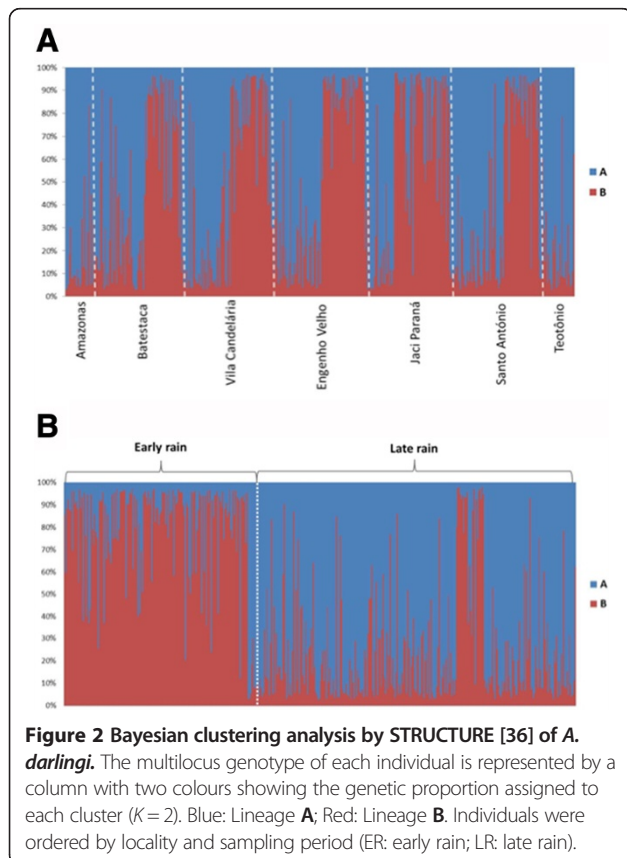 A
100%
90%
80%
70%
60%
50%
40%
30%
20%
10%
0%
A
B
Amazonas
Batestaca
Vila Candelária
Engenho Velho
Jaci Paraná
Santo António
Teotônio
B
Early rain
Late rain
100%
90%
80%
70%
60%
50%
40%
30%
20%
10%
0%
A
B
Figure 2 Bayesian clustering analysis by STRUCTURE [36] of A.
darlingi. The multilocus genotype of each individual is represented by a
column with two colours showing the genetic proportion assigned to
each cluster (K = 2). Blue: Lineage A; Red: Lineage B. Individuals were
ordered by locality and sampling period (ER: early rain; LR: late rain).